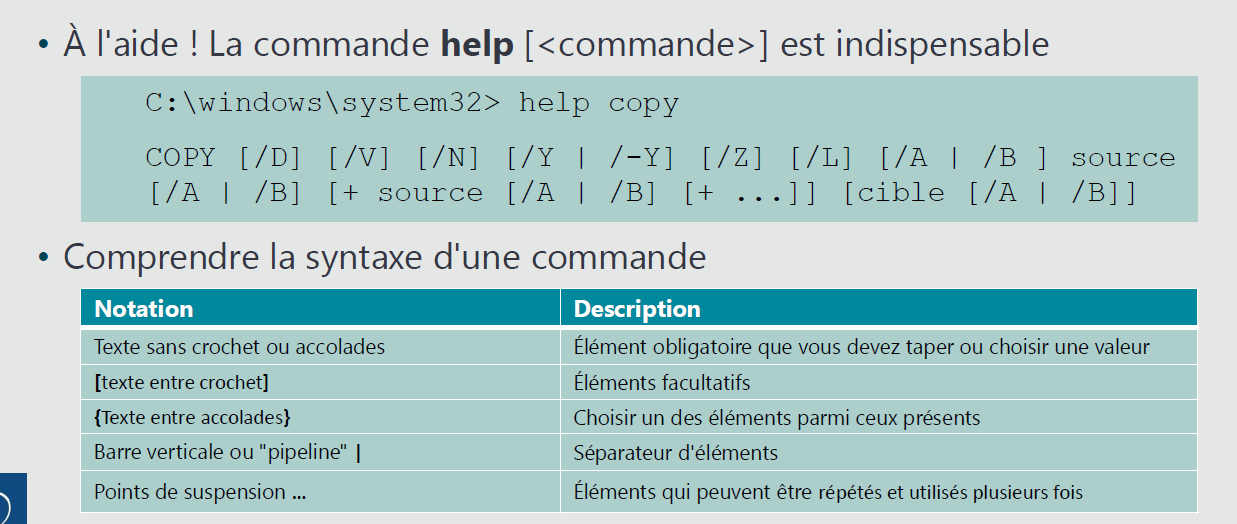 • À l'aide ! La commande help [<commande>] est indispensable
C:\windows\system32> help copy
COPY [/D] [/V] [/N] [/Y | /-Y] [/Z] [/L] [/A | /B ] source
[/A | /B] [+ source [/A | /B] [+ ...]] [cible [/A | /B]]
• Comprendre la syntaxe d'une commande
Notation Description
Texte sans crochet ou accolades Élément obligatoire que vous devez taper ou choisir une valeur
[texte entre crochet] Éléments facultatifs
{Texte entre accolades} Choisir un des éléments parmi ceux présents
Barre verticale ou "pipeline" | Séparateur d'éléments
Points de suspension ... Éléments qui peuvent être répétés et utilisés plusieurs fois